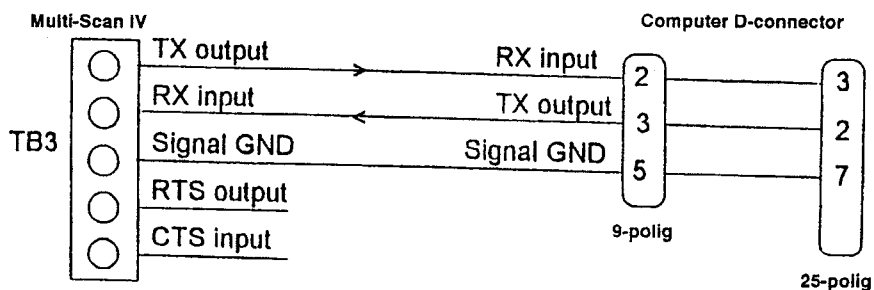 Multi-Scan IV
Computer D-connector
TB3
TX output
RX input
2
3
RX input
TX output
3
2
Signal GND
Signal GND
5
7
RTS output
CTS input
9-polig
25-polig